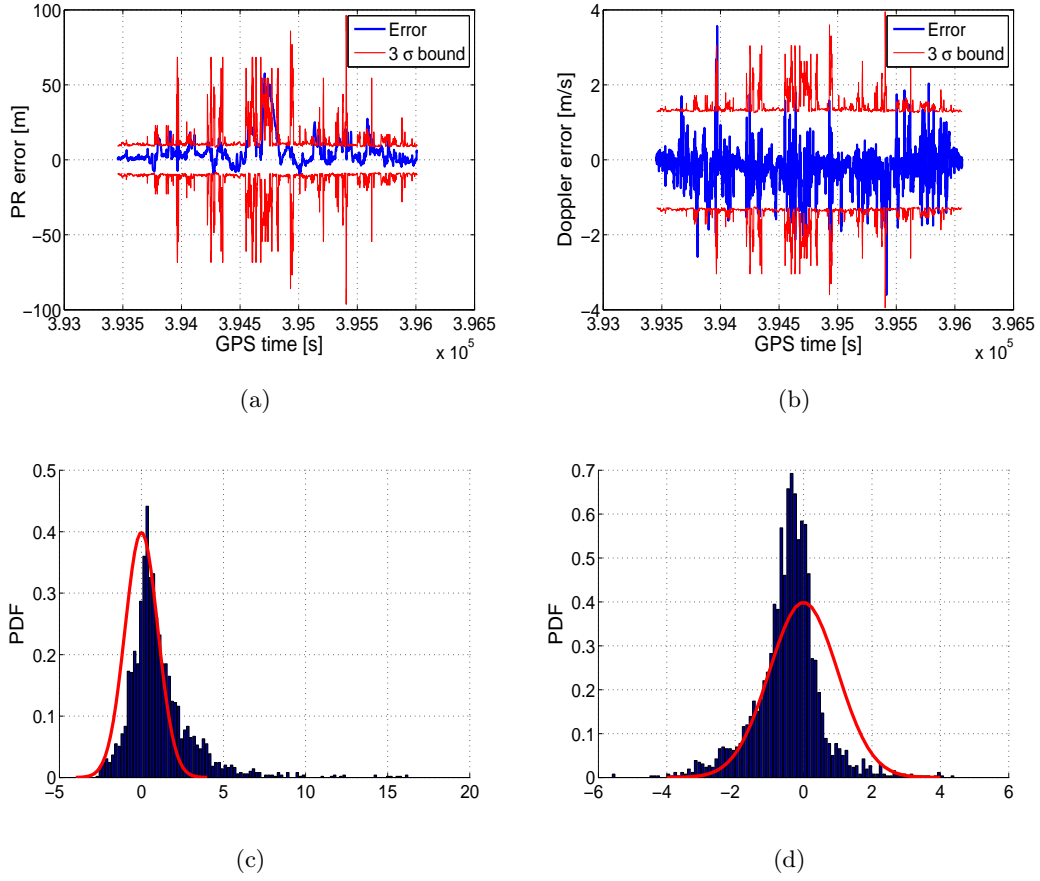 100
50
0
−50
−100
PR error [m]
Error
3 σ bound
3.93 3.935 3.94 3.945 3.95 3.955 3.96 3.965
GPS time [s]
x 10⁵
(a)
4
2
0
−2
−4
Doppler error [m/s]
Error
3 σ bound
3.93 3.935 3.94 3.945 3.95 3.955 3.96 3.965
GPS time [s]
x 10⁵
(b)
0.5
0.4
0.3
0.2
0.1
0
PDF
−5 0 5 10 15 20
(c)
0.7
0.6
0.5
0.4
0.3
0.2
0.1
0
PDF
−6 −4 −2 0 2 4 6
(d)